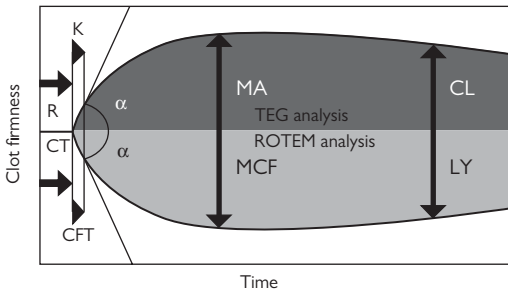 K
R
α
MA
CL
TEG analysis
CT
ROTEM analysis
α
MCF
LY
CFT
Clot firmness
Time